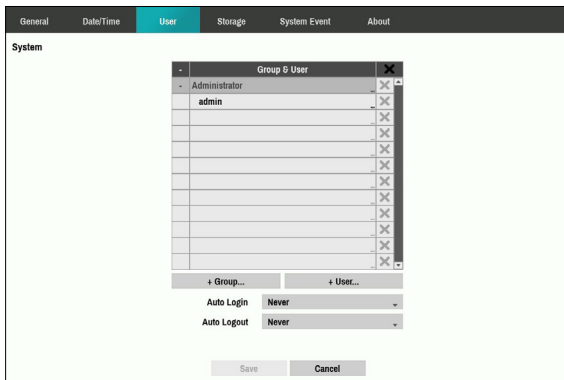 General Date/Time User Storage System Event About
System
- Group & User
- Administrator
admin
+ Group... + User...
Auto Login Never
Auto Logout Never
Save Cancel